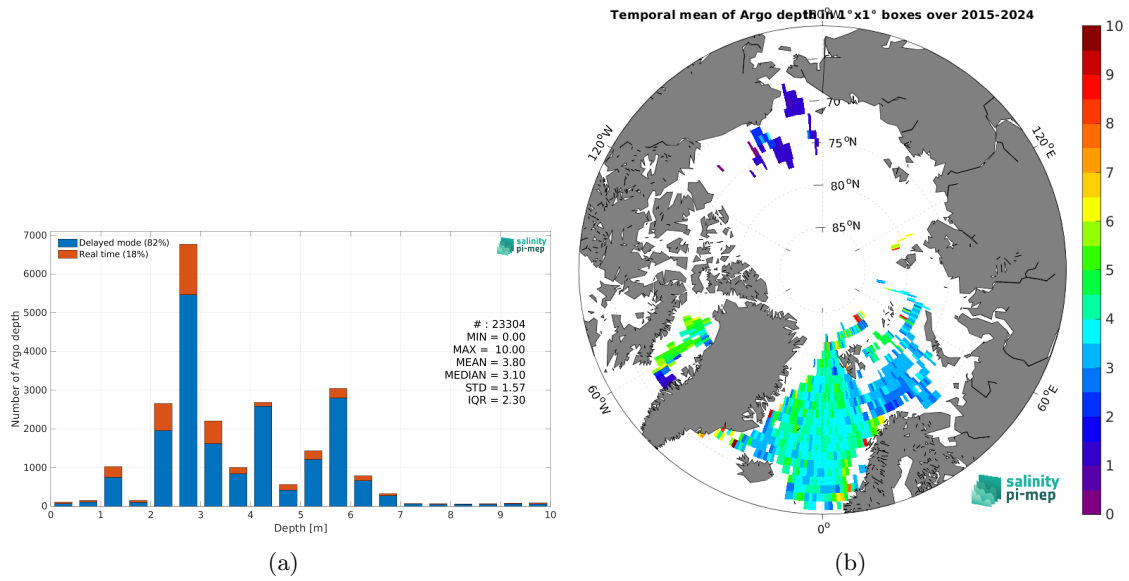 Temporal mean of Argo depth in 1°x1° boxes over 2015-2024
180°W
10
9
8
7
6
5
4
3
2
1
0
70
75°N
80°N
85°N
120°W
120°E
60°W
60°E
0°
salinity
pi-mep
7000
6000
5000
4000
3000
2000
1000
0
Number of Argo depth
Delayed mode (82%)
Real time (18%)
salinity
pi-mep
# : 23304
MIN = 0.00
MAX = 10.00
MEAN = 3.80
MEDIAN = 3.10
STD = 1.57
IQR = 2.30
0 1 2 3 4 5 6 7 8 9 10
Depth [m]
(a)
(b)